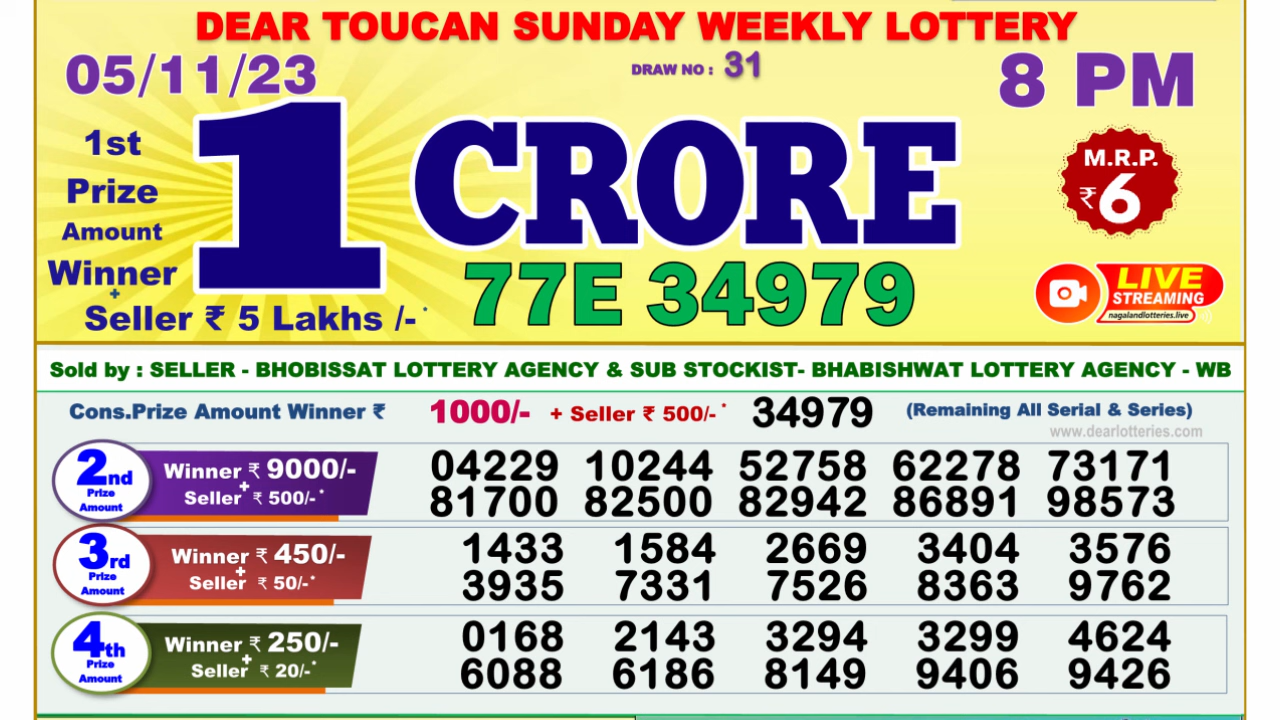 DEAR TOUCAN SUNDAY WEEKLY LOTTERY
05/11/23
DRAW NO : 31
8 PM
1st
Prize
Amount
Winner
+
Seller ₹ 5 Lakhs /-*
1 CRORE
77E 34979
M.R.P.
₹6
LIVE
STREAMING
nagalandlotteries.live
Sold by : SELLER - BHOBISSAT LOTTERY AGENCY & SUB STOCKIST- BHABISHWAT LOTTERY AGENCY - WB
Cons.Prize Amount Winner ₹ 1000/- + Seller ₹ 500/-* 34979 (Remaining All Serial & Series)
www.dearlotteries.com
2nd
Prize
Amount
Winner ₹ 9000/-
+
Seller ₹ 500/-*
04229 10244 52758 62278 73171
81700 82500 82942 86891 98573
3rd
Prize
Amount
Winner ₹ 450/-
+
Seller ₹ 50/-*
1433 1584 2669 3404 3576
3935 7331 7526 8363 9762
4th
Prize
Amount
Winner ₹ 250/-
+
Seller ₹ 20/-*
0168 2143 3294 3299 4624
6088 6186 8149 9406 9426